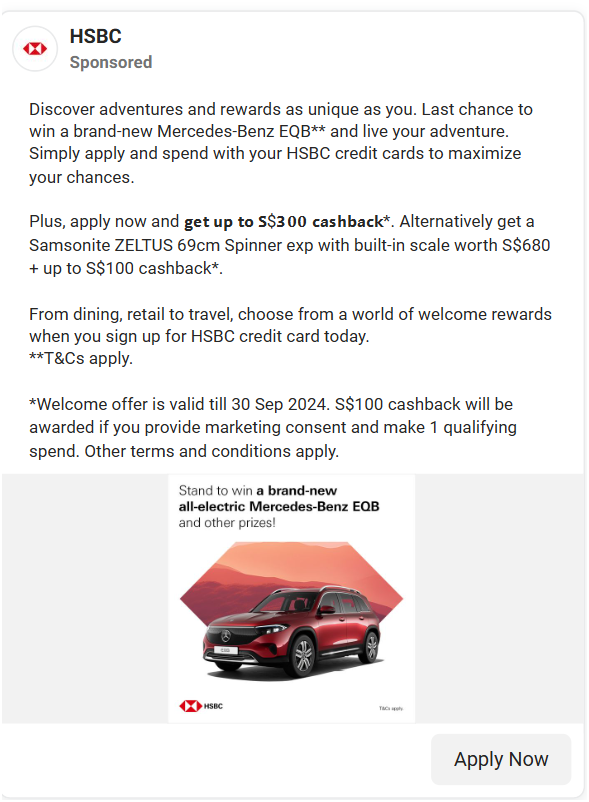 HSBC
Sponsored
Discover adventures and rewards as unique as you. Last chance to
win a brand-new Mercedes-Benz EQB** and live your adventure.
Simply apply and spend with your HSBC credit cards to maximize
your chances.
Plus, apply now and get up to S$300 cashback*. Alternatively get a
Samsonite ZELTUS 69cm Spinner exp with built-in scale worth S$680
+ up to S$100 cashback*.
From dining, retail to travel, choose from a world of welcome rewards
when you sign up for HSBC credit card today.
**T&Cs apply.
*Welcome offer is valid till 30 Sep 2024. S$100 cashback will be
awarded if you provide marketing consent and make 1 qualifying
spend. Other terms and conditions apply.
Stand to win a brand-new
all-electric Mercedes-Benz EQB
and other prizes!
HSBC
T&Cs apply
Apply Now